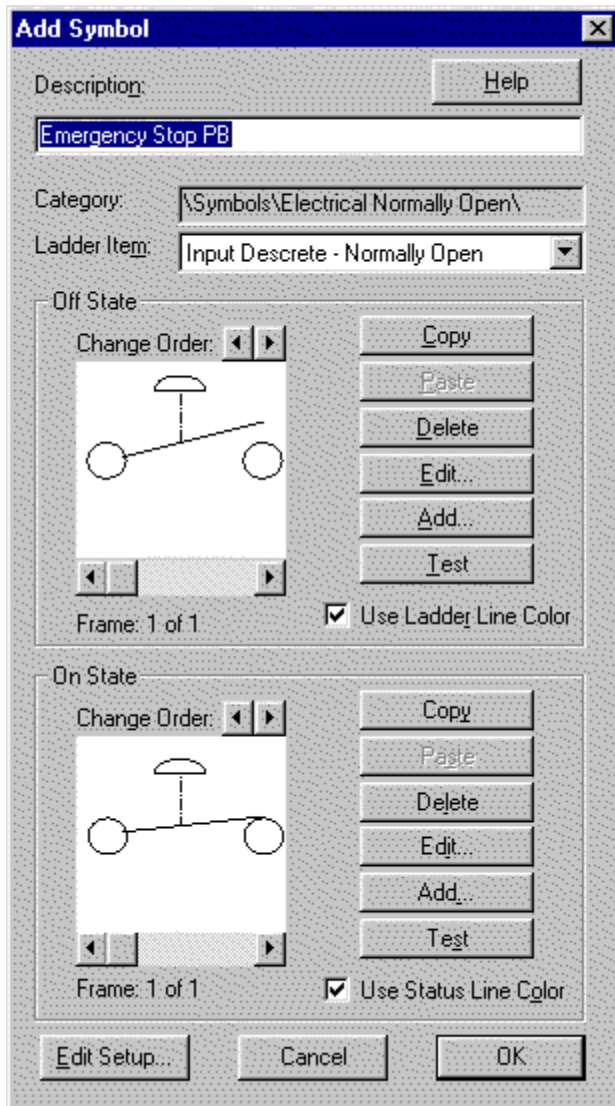 Add Symbol
Description:
Help
Emergency Stop PB
Category:
\Symbols\Electrical Normally Open\
Ladder Item:
Input Descrete - Normally Open
Off State
Change Order:
Copy
Paste
Delete
Edit...
Add...
Test
Frame: 1 of 1
Use Ladder Line Color
On State
Change Order:
Copy
Paste
Delete
Edit...
Add...
Test
Frame: 1 of 1
Use Status Line Color
Edit Setup...
Cancel
OK